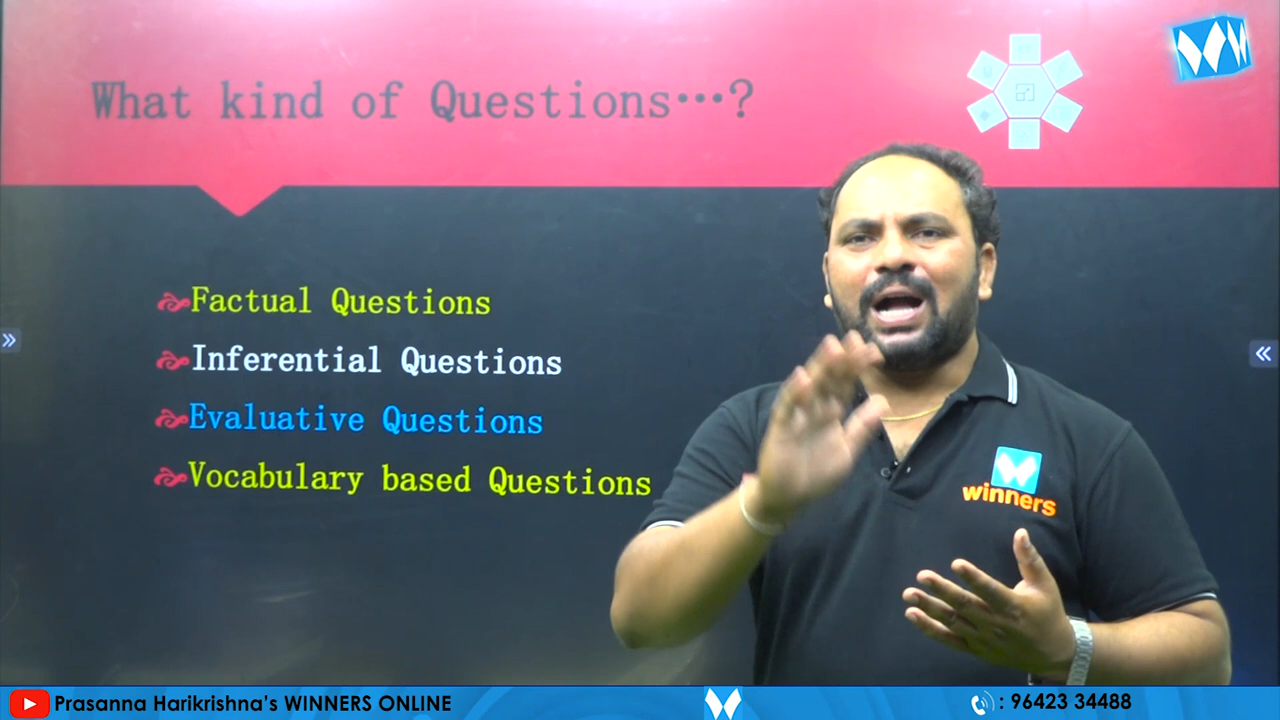 What kind of Questions…?
Factual Questions
Inferential Questions
Evaluative Questions
Vocabulary based Questions
winners
Prasanna Harikrishna's WINNERS ONLINE
: 96423 34488